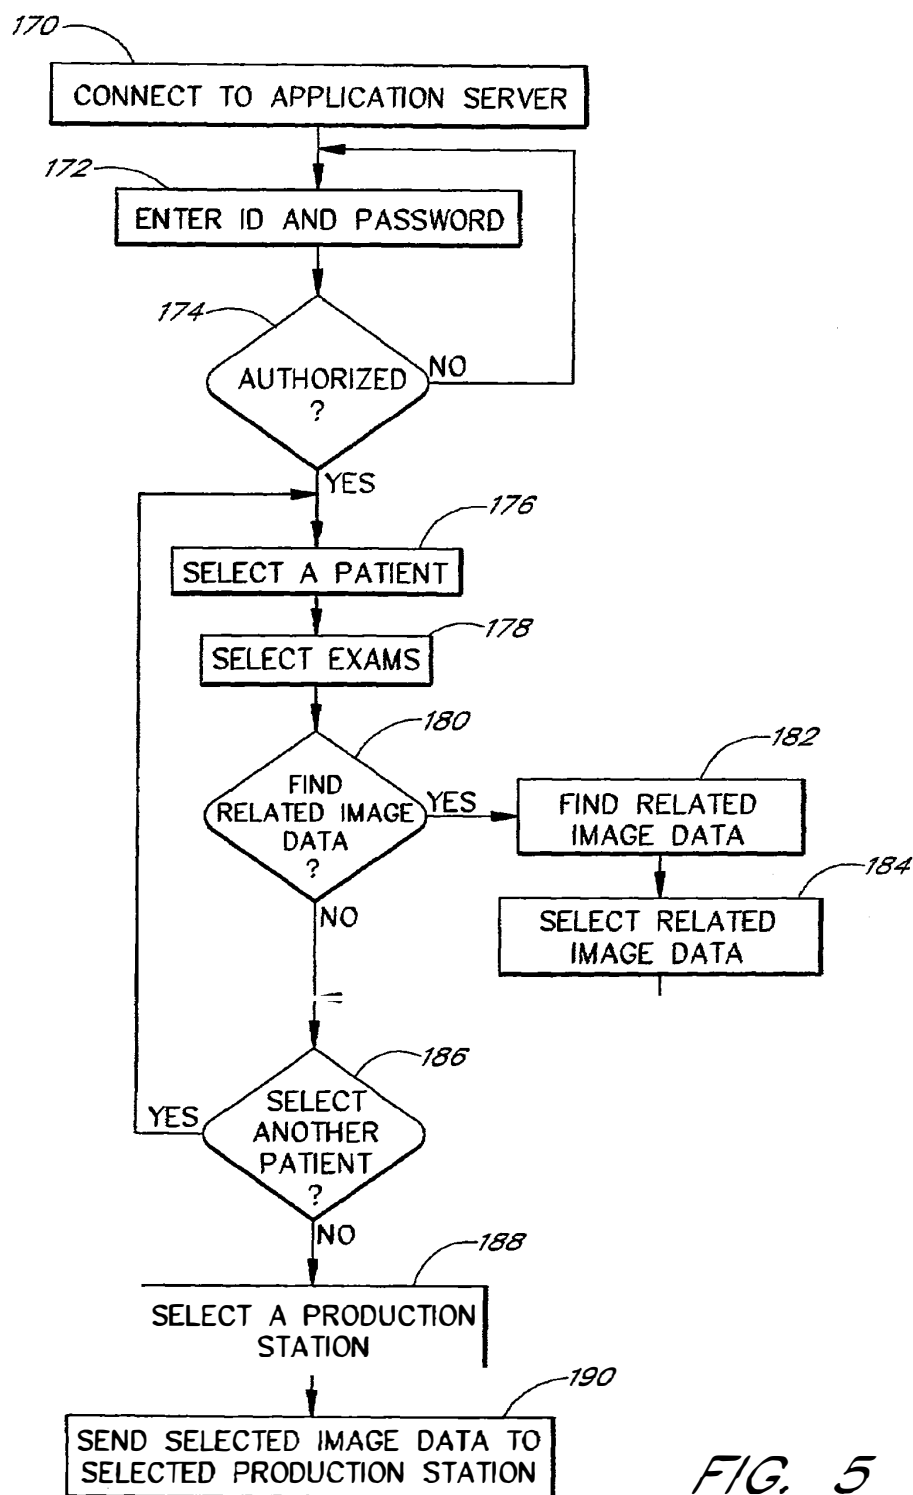 170
CONNECT TO APPLICATION SERVER
172
ENTER ID AND PASSWORD
174
AUTHORIZED
?
NO
YES
176
SELECT A PATIENT
178
SELECT EXAMS
180
FIND
RELATED IMAGE
DATA
?
YES
182
FIND RELATED
IMAGE DATA
184
SELECT RELATED
IMAGE DATA
NO
186
SELECT
ANOTHER
PATIENT
?
YES
NO
188
SELECT A PRODUCTION
STATION
190
SEND SELECTED IMAGE DATA TO
SELECTED PRODUCTION STATION
FIG. 5